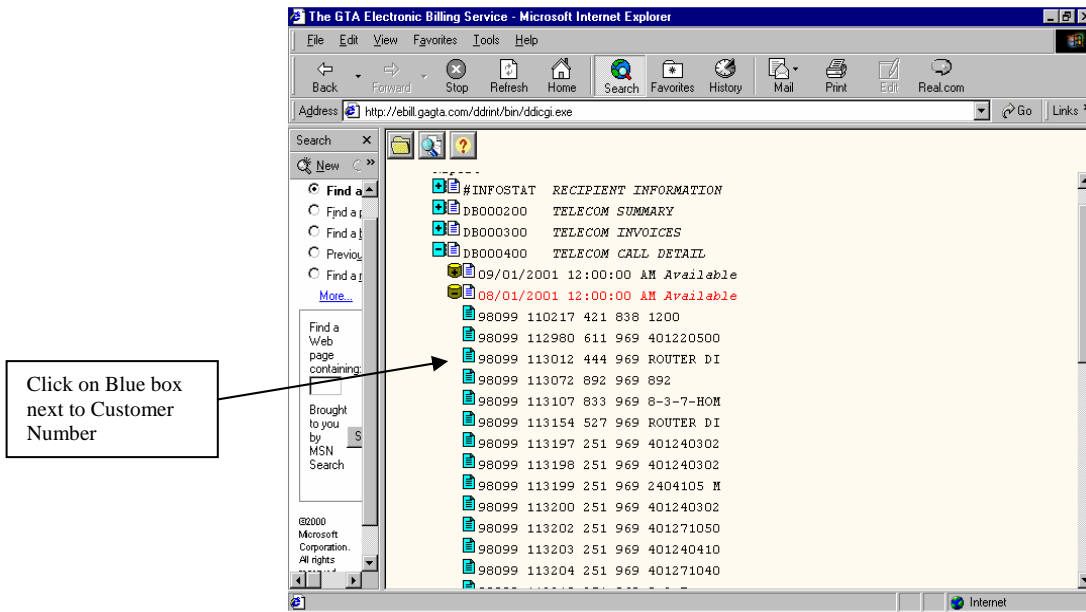 The GTA Electronic Billing Service - Microsoft Internet Explorer
File Edit View Favorites Tools Help
Back Forward Stop Refresh Home Search Favorites History Mail Print Edit Real.com
Address http://ebill.gagta.com/ddrint/bin/ddicgi.exe Go Links
Search
New
Find a
Find a
Find a
Previou
Find a
More...
Find a
Web
page
containing:
Brought
to you
by S
MSN
Search
©2000
Microsoft
Corporation.
All rights
#INFOSTAT RECIPIENT INFORMATION
DB000200 TELECOM SUMMARY
DB000300 TELECOM INVOICES
DB000400 TELECOM CALL DETAIL
09/01/2001 12:00:00 AM Available
08/01/2001 12:00:00 AM Available
98099 110217 421 838 1200
98099 112980 611 969 401220500
98099 113012 444 969 ROUTER DI
98099 113072 892 969 892
98099 113107 833 969 8-3-7-HOM
98099 113154 527 969 ROUTER DI
98099 113197 251 969 401240302
98099 113198 251 969 401240302
98099 113199 251 969 2404105 M
98099 113200 251 969 401240302
98099 113202 251 969 401271050
98099 113203 251 969 401240410
98099 113204 251 969 401271040
Internet
Click on Blue box
next to Customer
Number